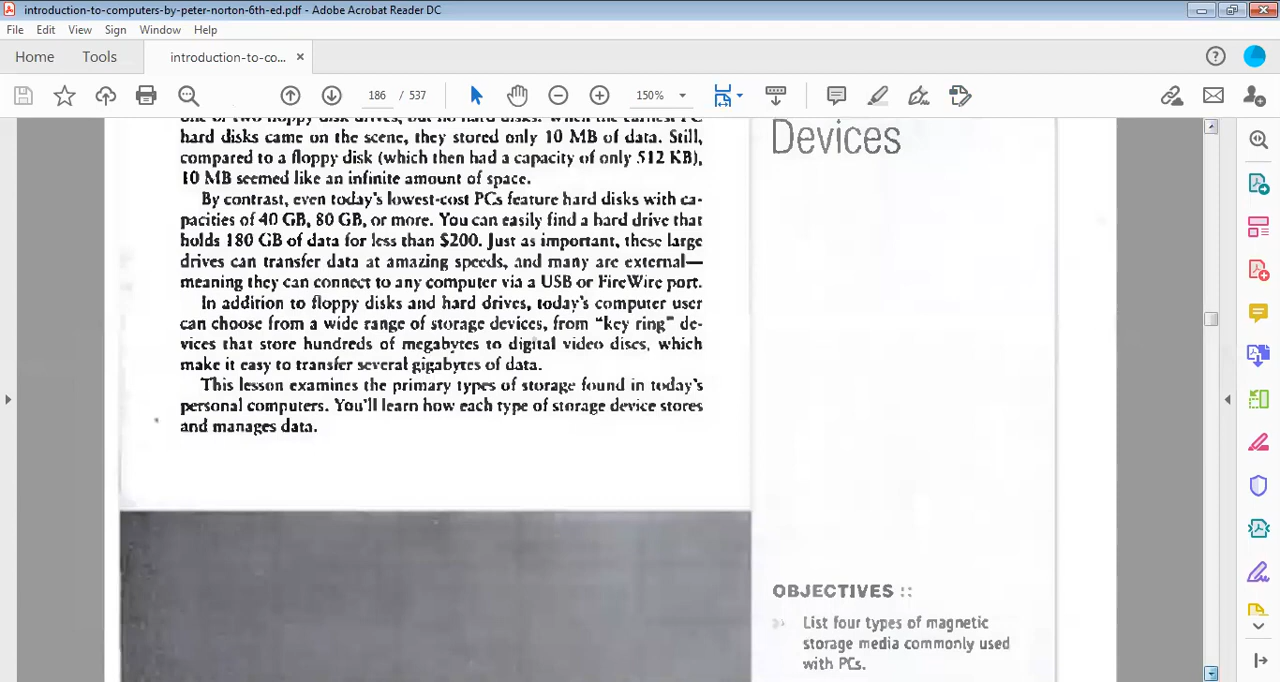 introduction-to-computers-by-peter-norton-6th-ed.pdf - Adobe Acrobat Reader DC
File Edit View Sign Window Help
Home Tools introduction-to-co... ×
186 / 537 150%
one or two floppy disk drives, but no hard disks. When the earliest PC
hard disks came on the scene, they stored only 10 MB of data. Still,
compared to a floppy disk (which then had a capacity of only 512 KB),
10 MB seemed like an infinite amount of space.
By contrast, even today's lowest-cost PCs feature hard disks with ca-
pacities of 40 GB, 80 GB, or more. You can easily find a hard drive that
holds 180 GB of data for less than $200. Just as important, these large
drives can transfer data at amazing speeds, and many are external—
meaning they can connect to any computer via a USB or FireWire port.
In addition to floppy disks and hard drives, today's computer user
can choose from a wide range of storage devices, from "key ring" de-
vices that store hundreds of megabytes to digital video discs, which
make it easy to transfer several gigabytes of data.
This lesson examines the primary types of storage found in today's
personal computers. You'll learn how each type of storage device stores
and manages data.
Devices
OBJECTIVES ::
List four types of magnetic
storage media commonly used
with PCs.